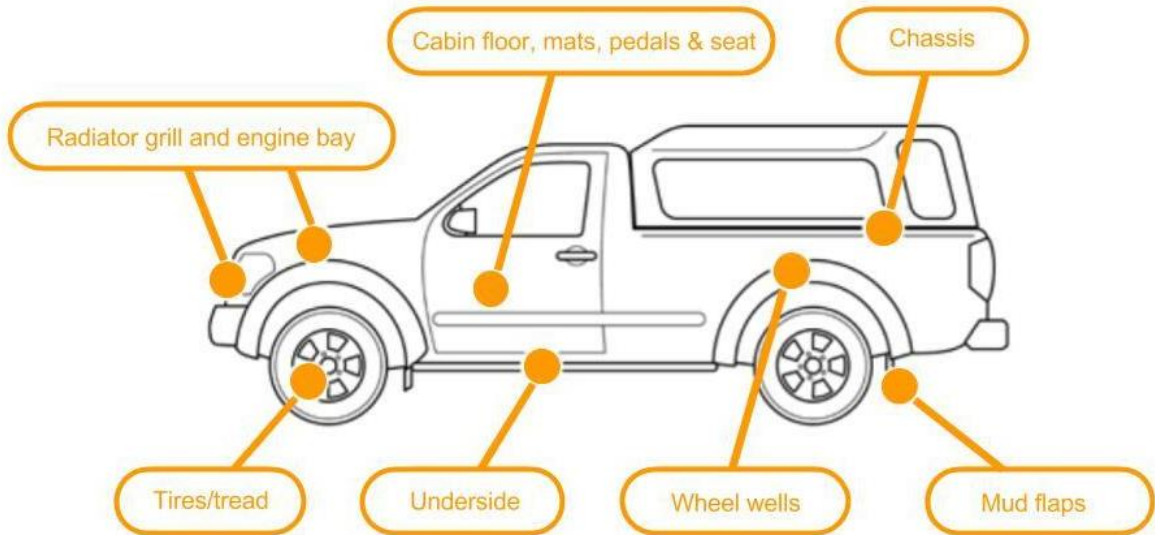 Cabin floor, mats, pedals & seat
Chassis
Radiator grill and engine bay
Tires/tread
Underside
Wheel wells
Mud flaps